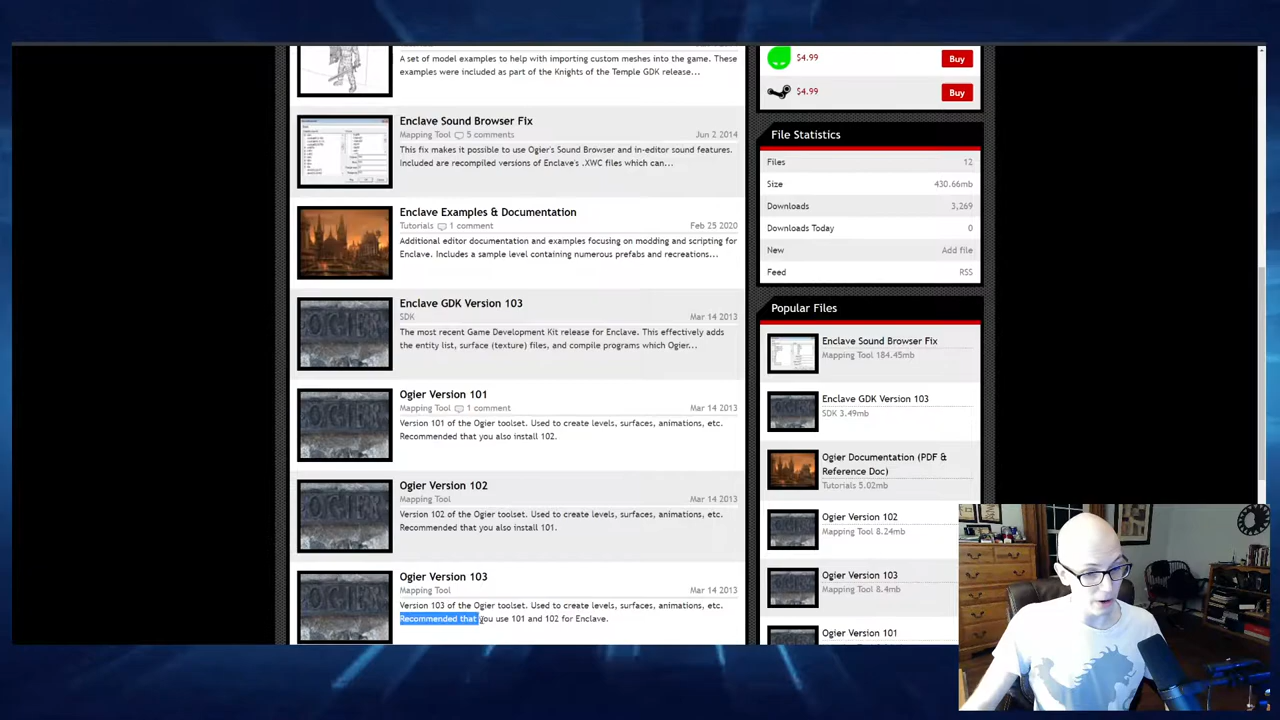 A set of model examples to help with importing custom meshes into the game. These
examples were included as part of the Knights of the Temple GDK release...
Enclave Sound Browser Fix
Mapping Tool 5 comments Jun 2 2014
This fix makes it possible to use Ogier's Sound Browser and in-editor sound features.
Included are recompiled versions of Enclave's .XWC files which can...
Enclave Examples & Documentation
Tutorials 1 comment Feb 25 2020
Additional editor documentation and examples focusing on modding and scripting for
Enclave. Includes a sample level containing numerous prefabs and recreations...
Enclave GDK Version 103
SDK Mar 14 2013
The most recent Game Development Kit release for Enclave. This effectively adds
the entity list, surface (texture) files, and compile programs which Ogier...
Ogier Version 101
Mapping Tool 1 comment Mar 14 2013
Version 101 of the Ogier toolset. Used to create levels, surfaces, animations, etc.
Recommended that you also install 102.
Ogier Version 102
Mapping Tool Mar 14 2013
Version 102 of the Ogier toolset. Used to create levels, surfaces, animations, etc.
Recommended that you also install 101.
Ogier Version 103
Mapping Tool Mar 14 2013
Version 103 of the Ogier toolset. Used to create levels, surfaces, animations, etc.
Recommended that you use 101 and 102 for Enclave.
$4.99 Buy
$4.99 Buy
File Statistics
Files 12
Size 430.66mb
Downloads 3,269
Downloads Today 0
New Add file
Feed RSS
Popular Files
Enclave Sound Browser Fix
Mapping Tool 184.45mb
Enclave GDK Version 103
SDK 3.49mb
Ogier Documentation (PDF &
Reference Doc)
Tutorials 5.02mb
Ogier Version 102
Mapping Tool 8.24mb
Ogier Version 103
Mapping Tool 8.4mb
Ogier Version 101
OGIER
OGIER
OGIER
OGIER